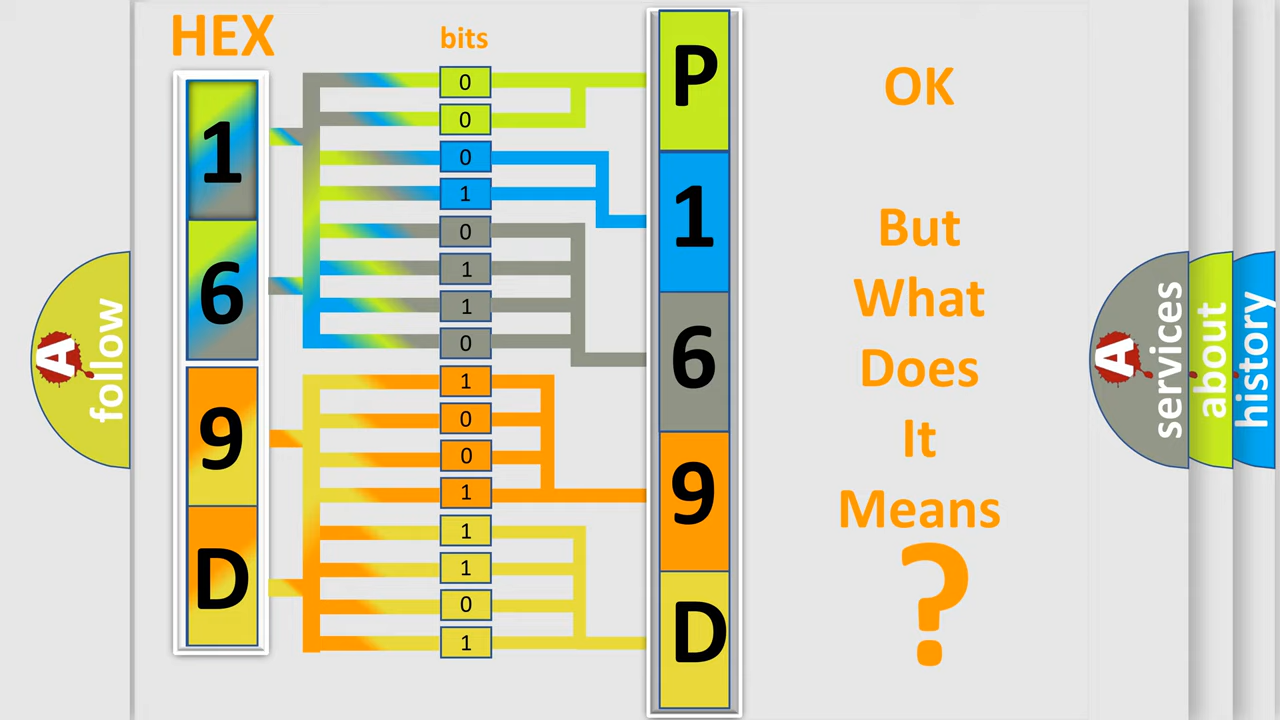 HEX
bits
1
6
9
D
0
0
0
1
0
1
1
0
1
0
0
1
1
1
0
1
P
1
6
9
D
OK
But
What
Does
It
Means
?
A
follow
A
services
about
history